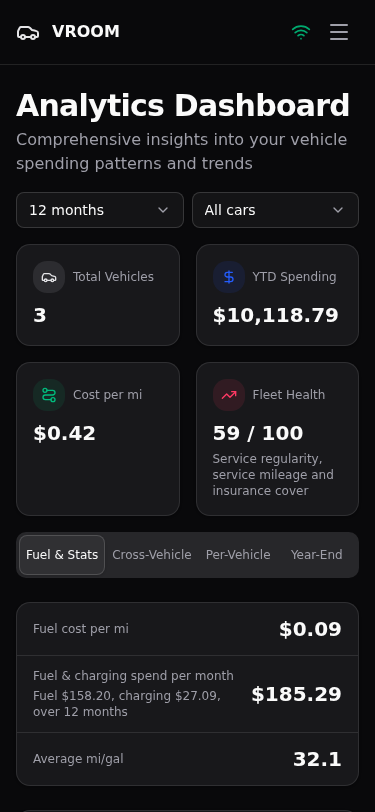 VROOM
Analytics Dashboard
Comprehensive insights into your vehicle
spending patterns and trends
12 months
All cars
Total Vehicles
3
YTD Spending
$10,118.79
Cost per mi
$0.42
Fleet Health
59 / 100
Service regularity,
service mileage and
insurance cover
Fuel & Stats
Cross-Vehicle
Per-Vehicle
Year-End
Fuel cost per mi
$0.09
Fuel & charging spend per month
Fuel $158.20, charging $27.09,
over 12 months
$185.29
Average mi/gal
32.1